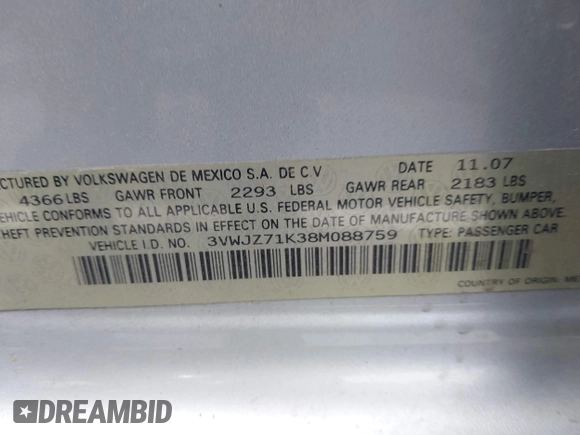 CTURED BY VOLKSWAGEN DE MEXICO S.A. DE C.V DATE 11.07
4366 LBS GAWR FRONT 2293 LBS GAWR REAR 2183 LBS
VEHICLE CONFORMS TO ALL APPLICABLE U.S. FEDERAL MOTOR VEHICLE SAFETY, BUMPER,
THEFT PREVENTION STANDARDS IN EFFECT ON THE DATE OF MANUFACTURE SHOWN ABOVE.
VEHICLE I.D. NO. 3VWJZ71K38M088759 TYPE: PASSENGER CAR
COUNTRY OF ORIGIN. ME
DREAMBID